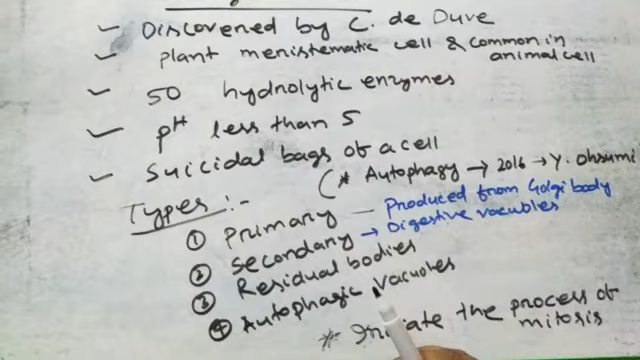 ✓ Discovered by C. de Duve
✓ plant meristematic cell & common in
animal cell
✓ 50 hydrolytic enzymes
✓ pH less than 5
✓ Suicidal bags of a cell
(* Autophagy → 2016 → Y. Ohsumi
Types :-
① Primary — Produced from Golgi body
② Secondary → Digestive vacuoles
③ Residual bodies
④ Autophagic vacuoles
* Initiate the process of
mitosis